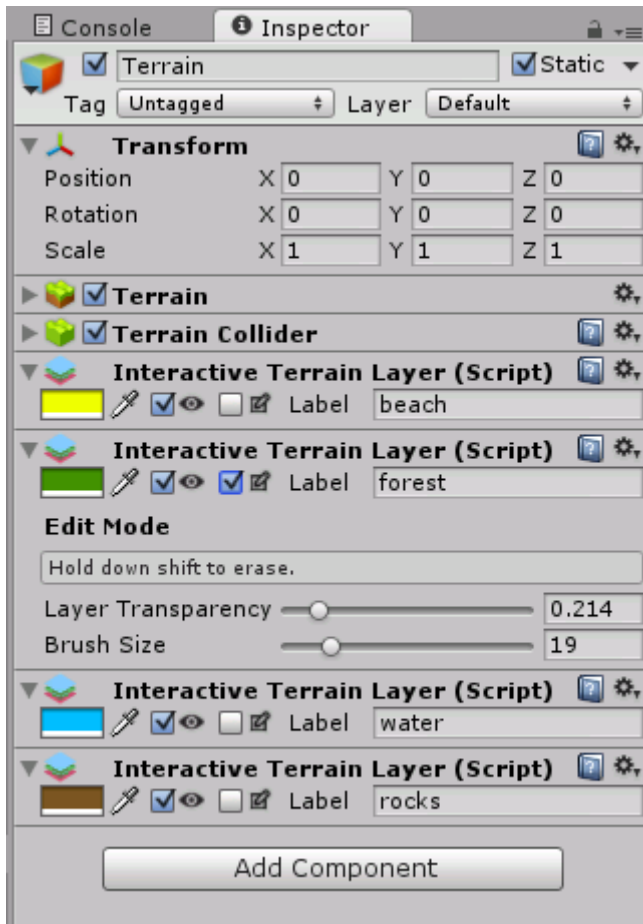 Console Inspector
Terrain Static
Tag Untagged Layer Default
Transform
Position X 0 Y 0 Z 0
Rotation X 0 Y 0 Z 0
Scale X 1 Y 1 Z 1
Terrain
Terrain Collider
Interactive Terrain Layer (Script)
Label beach
Interactive Terrain Layer (Script)
Label forest
Edit Mode
Hold down shift to erase.
Layer Transparency 0.214
Brush Size 19
Interactive Terrain Layer (Script)
Label water
Interactive Terrain Layer (Script)
Label rocks
Add Component